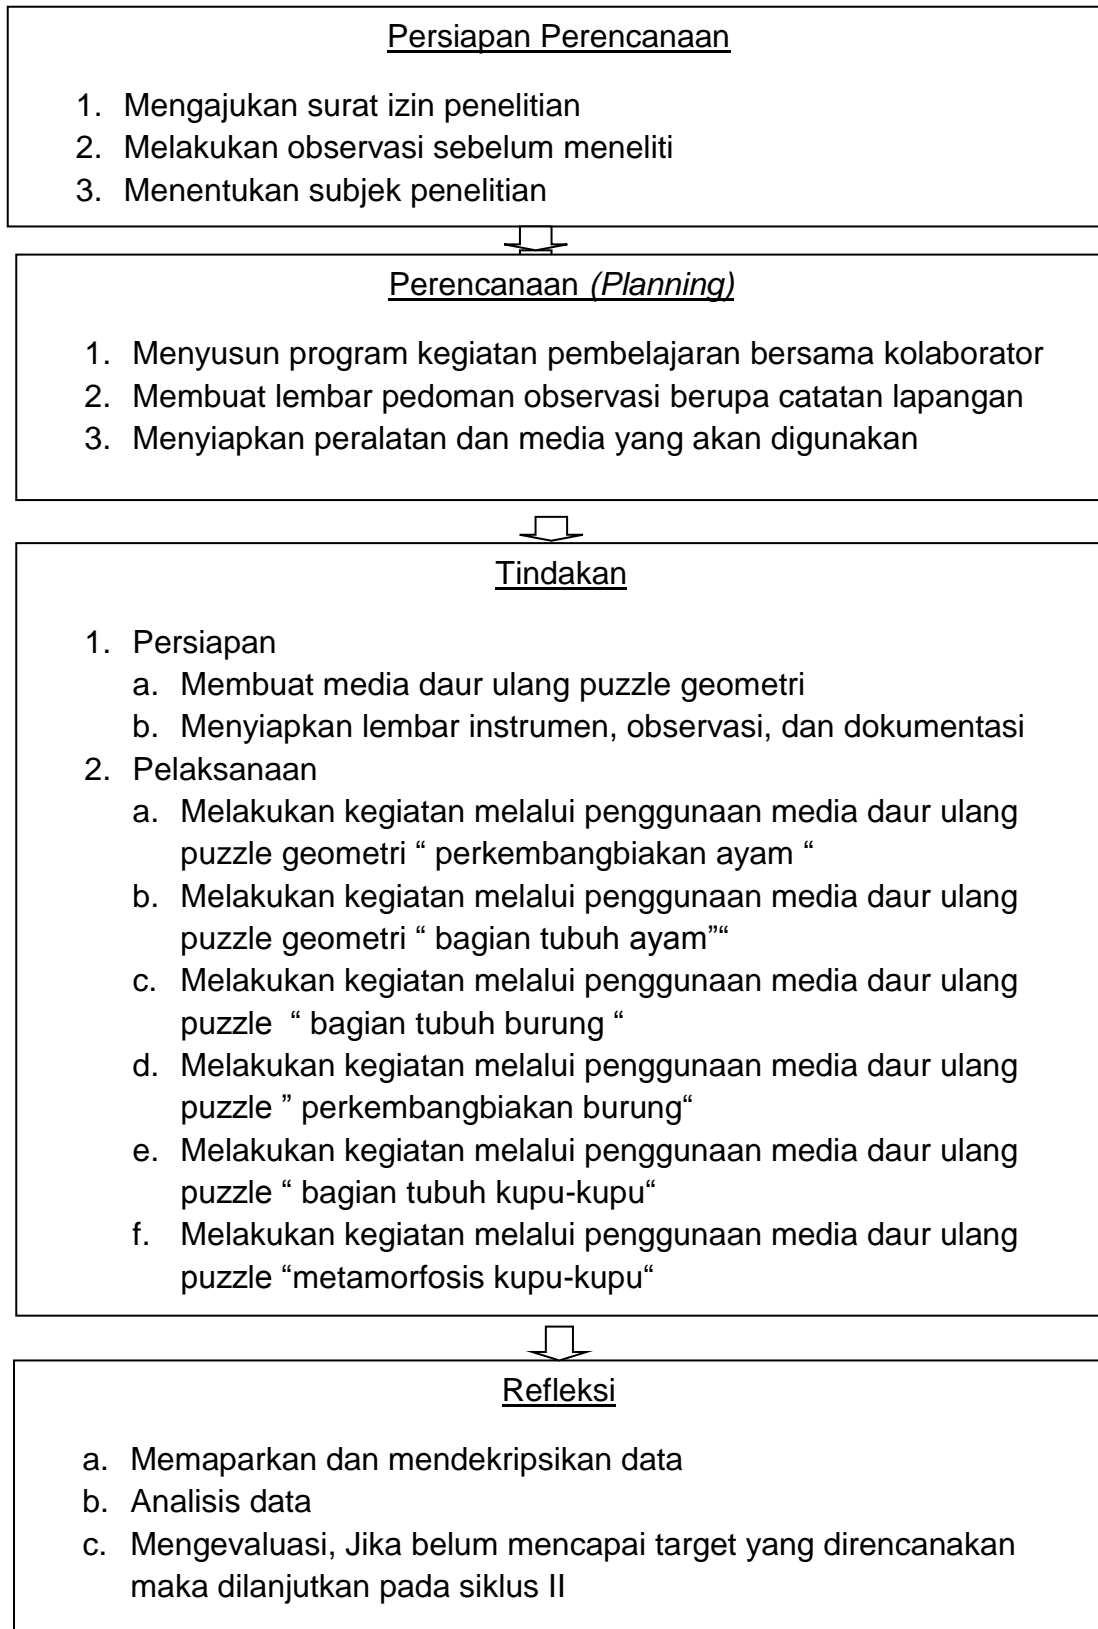 Persiapan Perencanaan
1. Mengajukan surat izin penelitian
2. Melakukan observasi sebelum meneliti
3. Menentukan subjek penelitian
Perencanaan (Planning)
1. Menyusun program kegiatan pembelajaran bersama kolaborator
2. Membuat lembar pedoman observasi berupa catatan lapangan
3. Menyiapkan peralatan dan media yang akan digunakan
Tindakan
1. Persiapan
a. Membuat media daur ulang puzzle geometri
b. Menyiapkan lembar instrumen, observasi, dan dokumentasi
2. Pelaksanaan
a. Melakukan kegiatan melalui penggunaan media daur ulang
puzzle geometri “ perkembangbiakan ayam “
b. Melakukan kegiatan melalui penggunaan media daur ulang
puzzle geometri “ bagian tubuh ayam”“
c. Melakukan kegiatan melalui penggunaan media daur ulang
puzzle “ bagian tubuh burung “
d. Melakukan kegiatan melalui penggunaan media daur ulang
puzzle ” perkembangbiakan burung“
e. Melakukan kegiatan melalui penggunaan media daur ulang
puzzle “ bagian tubuh kupu-kupu“
f. Melakukan kegiatan melalui penggunaan media daur ulang
puzzle “metamorfosis kupu-kupu“
Refleksi
a. Memaparkan dan mendekripsikan data
b. Analisis data
c. Mengevaluasi, Jika belum mencapai target yang direncanakan
maka dilanjutkan pada siklus II